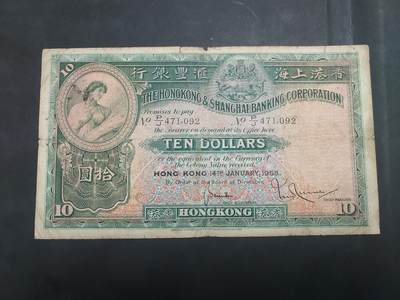 行銀豐滙 海上港香
10
THE HONGKONG & SHANGHAI BANKING CORPORATION
Promises to pay
No P/J 471,092 No P/J 471,092
the Bearer on demand at its Office here
TEN DOLLARS
or the equivalent in the Currency of
the Colony Value received.
圓拾
HONG KONG 14TH JANUARY, 1958.
By Order of the Board of Directors
10 HONGKONG 10